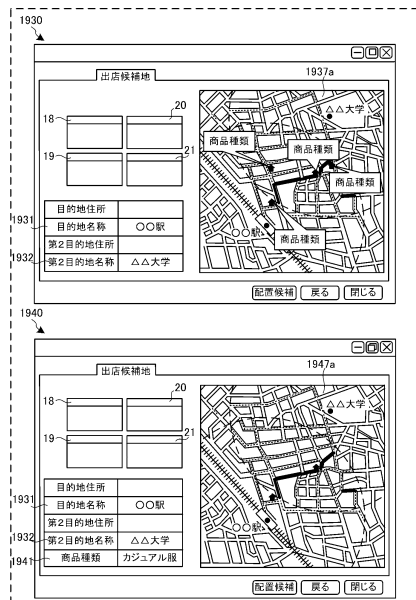 1930
出店候補地
1937a
18
20
△△大学
商品種類
商品種類
19
21
商品種類
1931
目的地住所
目的地名称 ○○駅
第2目的地住所
1932
第2目的地名称 △△大学
商品種類
○○駅
配置候補 戻る 閉じる
1940
出店候補地
1947a
18
20
△△大学
19
21
目的地住所
1931
目的地名称 ○○駅
第2目的地住所
1932
第2目的地名称 △△大学
○○駅
1941
商品種類 カジュアル服
配置候補 戻る 閉じる